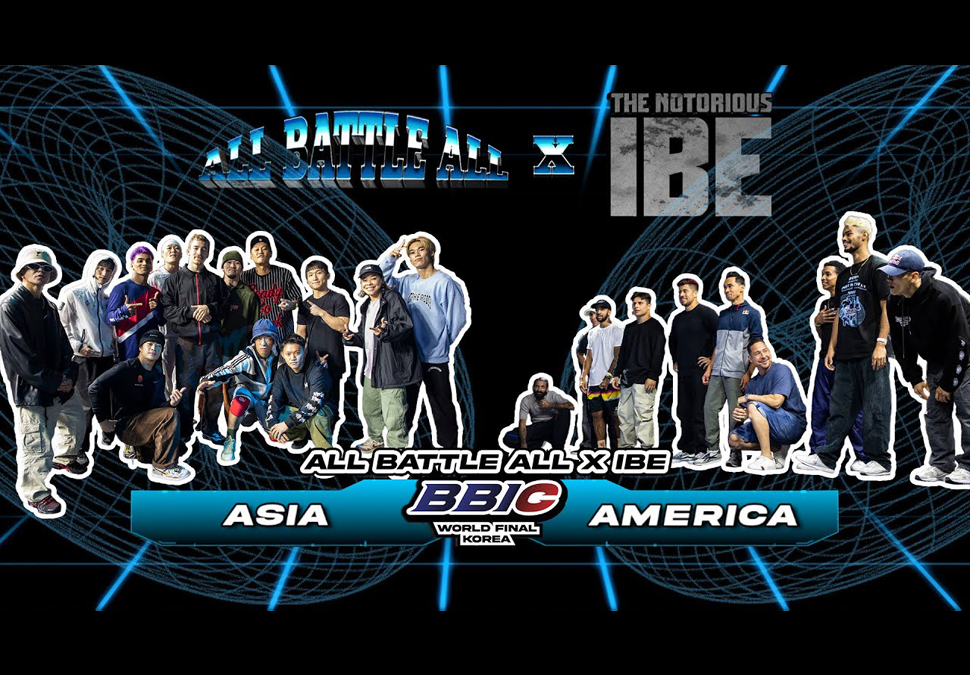 ALL BATTLE ALL X
THE NOTORIOUS
IBE
ALL BATTLE ALL X IBE
ASIA
BBIC
WORLD FINAL
KOREA
AMERICA